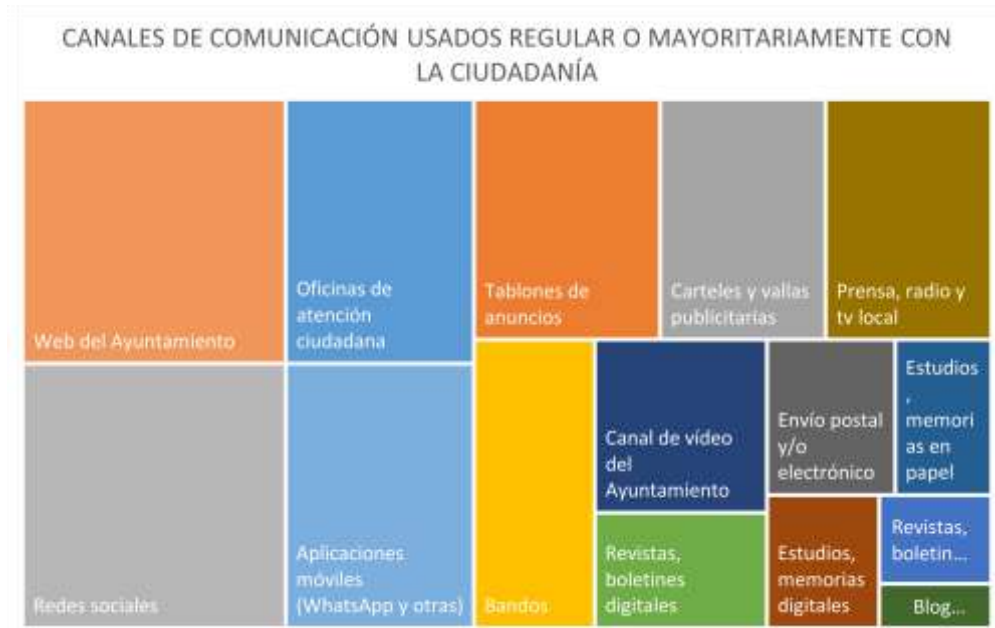 CANALES DE COMUNICACIÓN USADOS REGULAR O MAYORITARIAMENTE CON
LA CIUDADANÍA
Web del Ayuntamiento
Oficinas de
atención
ciudadana
Tablones de
anuncios
Carteles y vallas
publicitarias
Prensa, radio y
tv local
Redes sociales
Aplicaciones
móviles
(WhatsApp y otras)
Bandos
Canal de vídeo
del
Ayuntamiento
Revistas,
boletines
digitales
Envío postal
y/o
electrónico
Estudios
,
memori
as en
papel
Estudios,
memorias
digitales
Revistas,
boletin...
Blog...